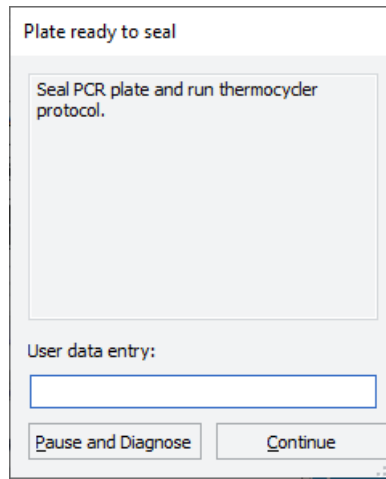 Plate ready to seal
Seal PCR plate and run thermocycler
protocol.
User data entry:
Pause and Diagnose
Continue